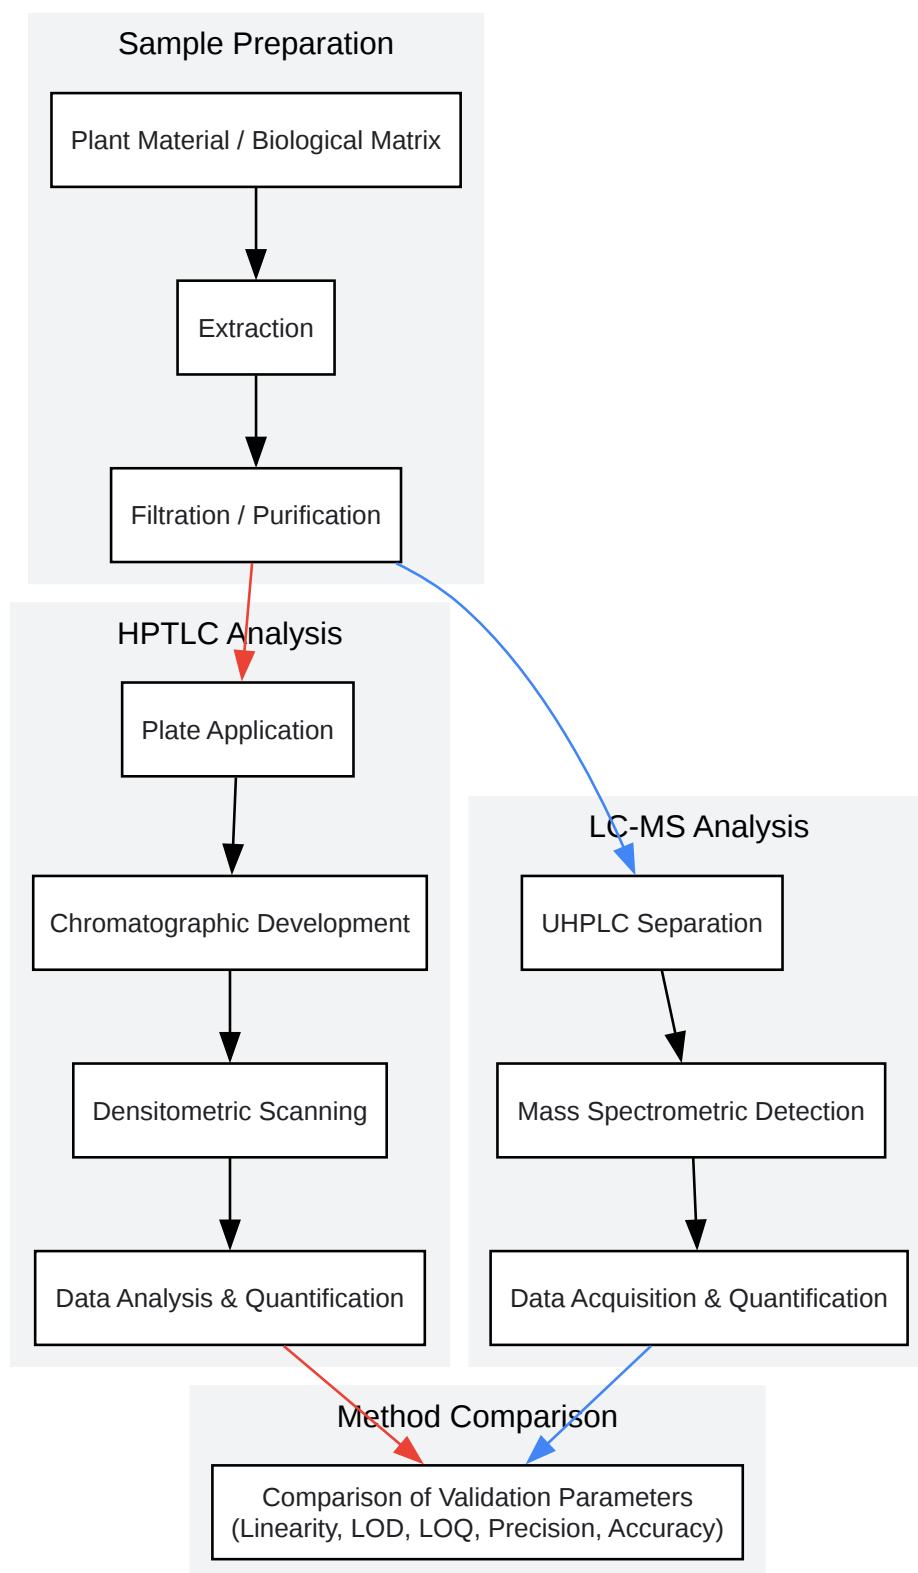 Sample Preparation
Plant Material / Biological Matrix
Extraction
Filtration / Purification
HPTLC Analysis
Plate Application
Chromatographic Development
Densitometric Scanning
Data Analysis & Quantification
LC-MS Analysis
UHPLC Separation
Mass Spectrometric Detection
Data Acquisition & Quantification
Method Comparison
Comparison of Validation Parameters
(Linearity, LOD, LOQ, Precision, Accuracy)